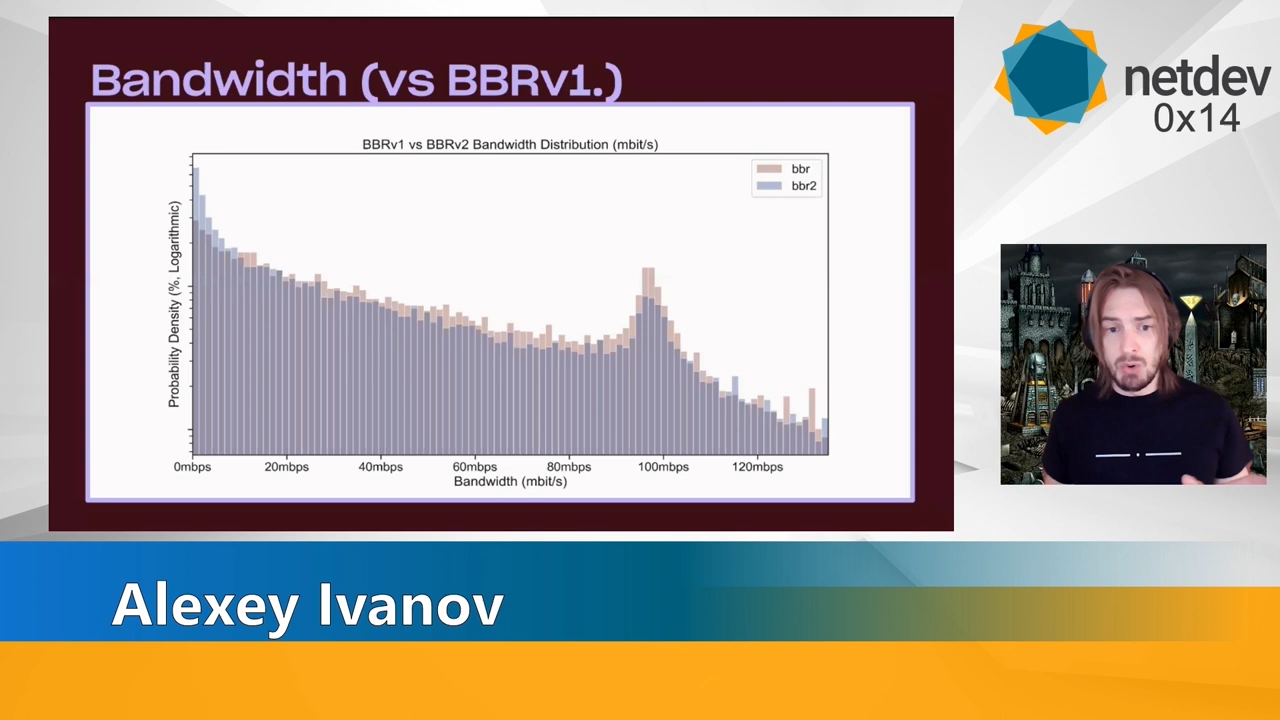 Bandwidth (vs BBRv1.)
BBRv1 vs BBRv2 Bandwidth Distribution (mbit/s)
bbr
bbr2
Probability Density (%, Logarithmic)
0mbps 20mbps 40mbps 60mbps 80mbps 100mbps 120mbps
Bandwidth (mbit/s)
netdev
0x14
Alexey Ivanov